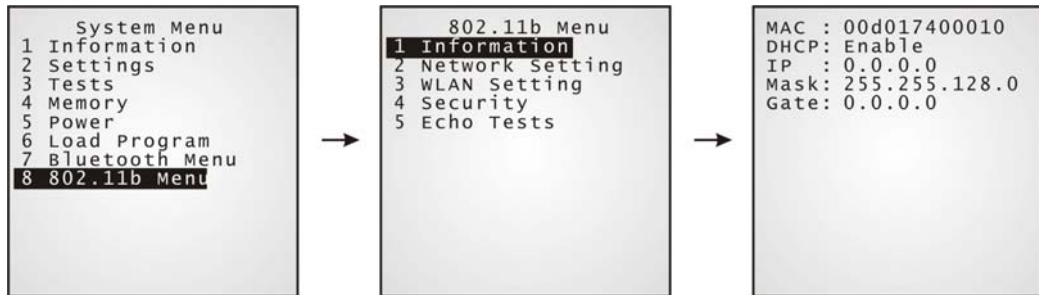 System Menu
1 Information
2 Settings
3 Tests
4 Memory
5 Power
6 Load Program
7 Bluetooth Menu
8 802.11b Menu
802.11b Menu
1 Information
2 Network Setting
3 WLAN Setting
4 Security
5 Echo Tests
MAC : 00d017400010
DHCP: Enable
IP : 0.0.0.0
Mask: 255.255.128.0
Gate: 0.0.0.0